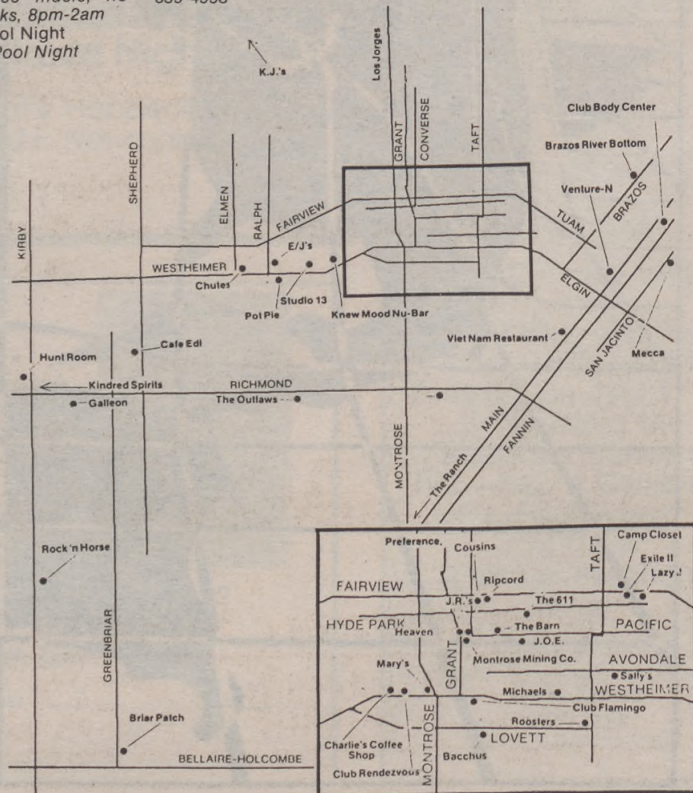 ks, 8pm-2am
ol Night
Pool Night
K.J.'s
Los Jorges
GRANT
CONVERSE
TAFT
Club Body Center
Brazos River Bottom
Venture-N
BRAZOS
SHEPHERD
ELMEN
RALPH
FAIRVIEW
TUAM
KIRBY
E/J's
WESTHEIMER
Chutes
Studio 13
Pot Pie
Knew Mood Nu-Bar
ELGIN
SAN JACINTO
Mecca
Viet Nam Restaurant
Cafe Edi
Hunt Room
Kindred Spirits
RICHMOND
Galleon
The Outlaws
MONTROSE
MAIN
FANNIN
The Ranch
Rock 'n Horse
GREENBRIAR
Briar Patch
BELLAIRE-HOLCOMBE
Preference
Cousins
TAFT
Camp Closet
Exile II
Lazy J
FAIRVIEW
Ripcord
J.R.'s
The 611
HYDE PARK
Heaven
The Barn
PACIFIC
J.O.E.
GRANT
Montrose Mining Co.
AVONDALE
Mary's
Sally's
Michaels
WESTHEIMER
Club Flamingo
Roosters
Charlie's Coffee
Shop
MONTROSE
LOVETT
Bacchus
Club Rendezvous